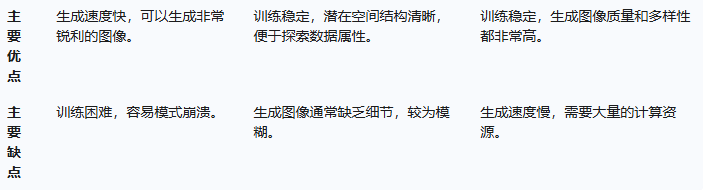 主要优点
生成速度快，可以生成非常锐利的图像。
训练稳定，潜在空间结构清晰，便于探索数据属性。
训练稳定，生成图像质量和多样性都非常高。
主要缺点
训练困难，容易模式崩溃。
生成图像通常缺乏细节，较为模糊。
生成速度慢，需要大量的计算资源。